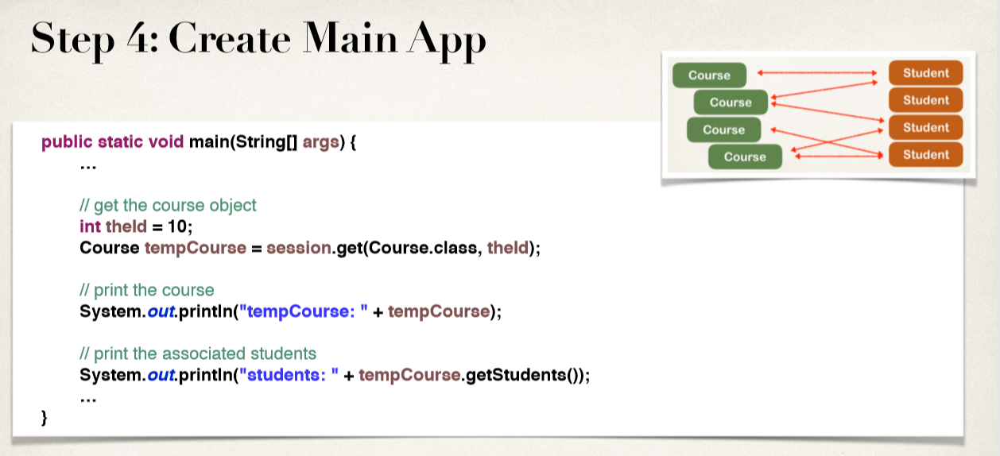 Step 4: Create Main App
Course
Student
Course
Student
Course
Student
Course
Student
public static void main(String[] args) {
...
// get the course object
int theId = 10;
Course tempCourse = session.get(Course.class, theId);
// print the course
System.out.println("tempCourse: " + tempCourse);
// print the associated students
System.out.println("students: " + tempCourse.getStudents());
...
}